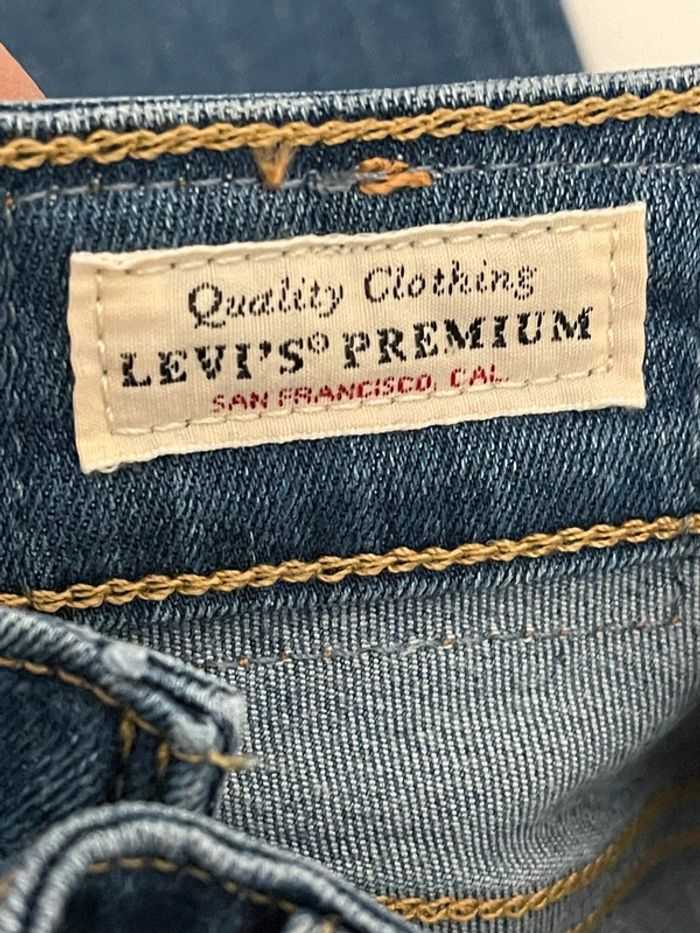 Quality Clothing
LEVI'S® PREMIUM
SAN FRANCISCO, CAL.